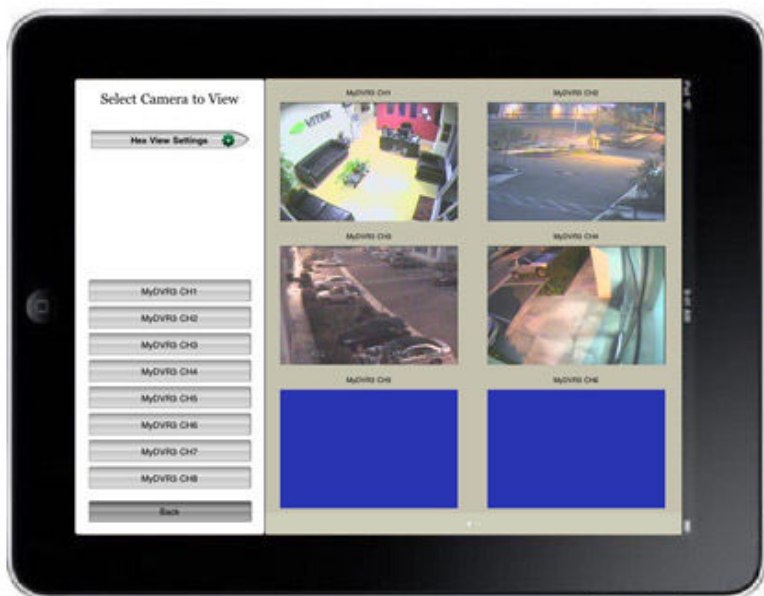 Select Camera to View
Hex View Settings
MyDVR3 CH1
MyDVR3 CH2
MyDVR3 CH3
MyDVR3 CH4
MyDVR3 CH5
MyDVR3 CH6
MyDVR3 CH7
MyDVR3 CH8
Back
MyDVR3 CH1
MyDVR3 CH2
VITEK
MyDVR3 CH3
MyDVR3 CH4
MyDVR3 CH5
MyDVR3 CH6
iPad